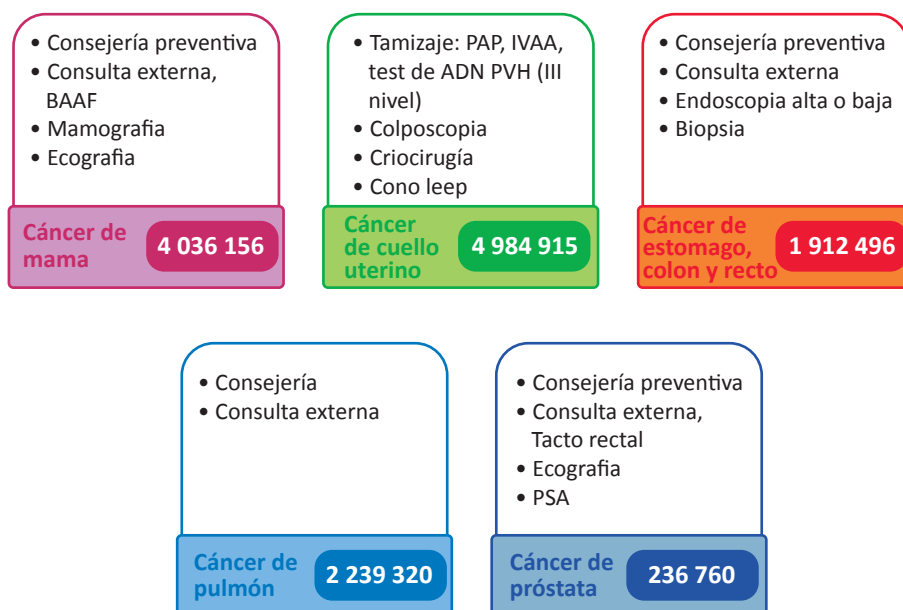 • Consejería preventiva
• Consulta externa,
BAAF
• Mamografia
• Ecografìa
Cáncer de
mama
4 036 156
• Tamizaje: PAP, IVAA,
test de ADN PVH (III
nivel)
• Colposcopia
• Criocirugía
• Cono leep
Cáncer
de cuello
uterino
4 984 915
• Consejería preventiva
• Consulta externa
• Endoscopia alta o baja
• Biopsia
Cáncer de
estomago,
colon y recto
1 912 496
• Consejería
• Consulta externa
Cáncer de
pulmón
2 239 320
• Consejería preventiva
• Consulta externa,
Tacto rectal
• Ecografia
• PSA
Cáncer de
próstata
236 760